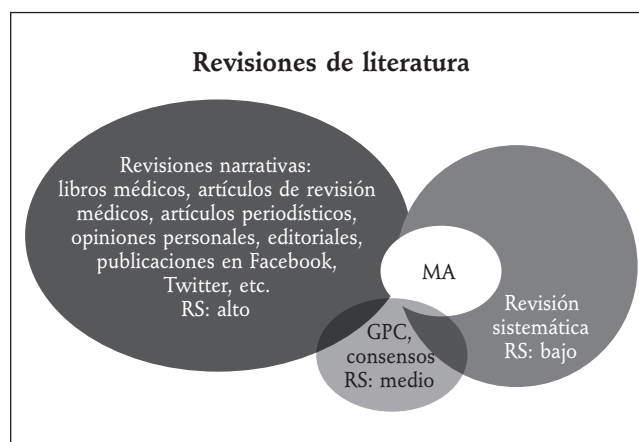 Revisiones de literatura
Revisiones narrativas:
libros médicos, artículos de revisión
médicos, artículos periodísticos,
opiniones personales, editoriales,
publicaciones en Facebook,
Twitter, etc.
RS: alto
MA
Revisión
sistemática
RS: bajo
GPC,
consensos
RS: medio